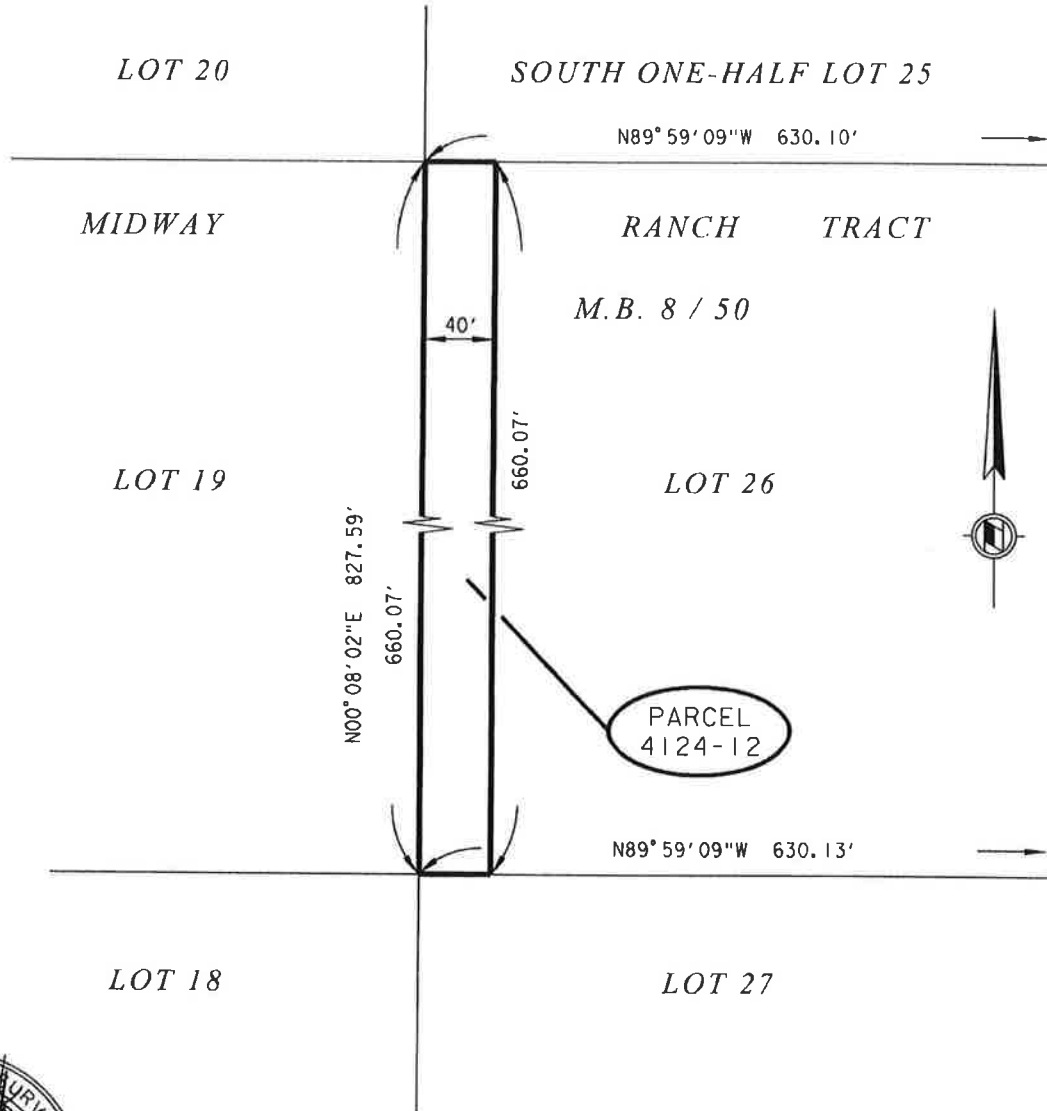 LOT 20
SOUTH ONE-HALF LOT 25
N89°59'09"W 630.10'
MIDWAY RANCH TRACT
M.B. 8 / 50
40'
660.07'
LOT 19
LOT 26
N00°08'02"E 827.59'
660.07'
PARCEL
4124-12
N89°59'09"W 630.13'
LOT 18
LOT 27